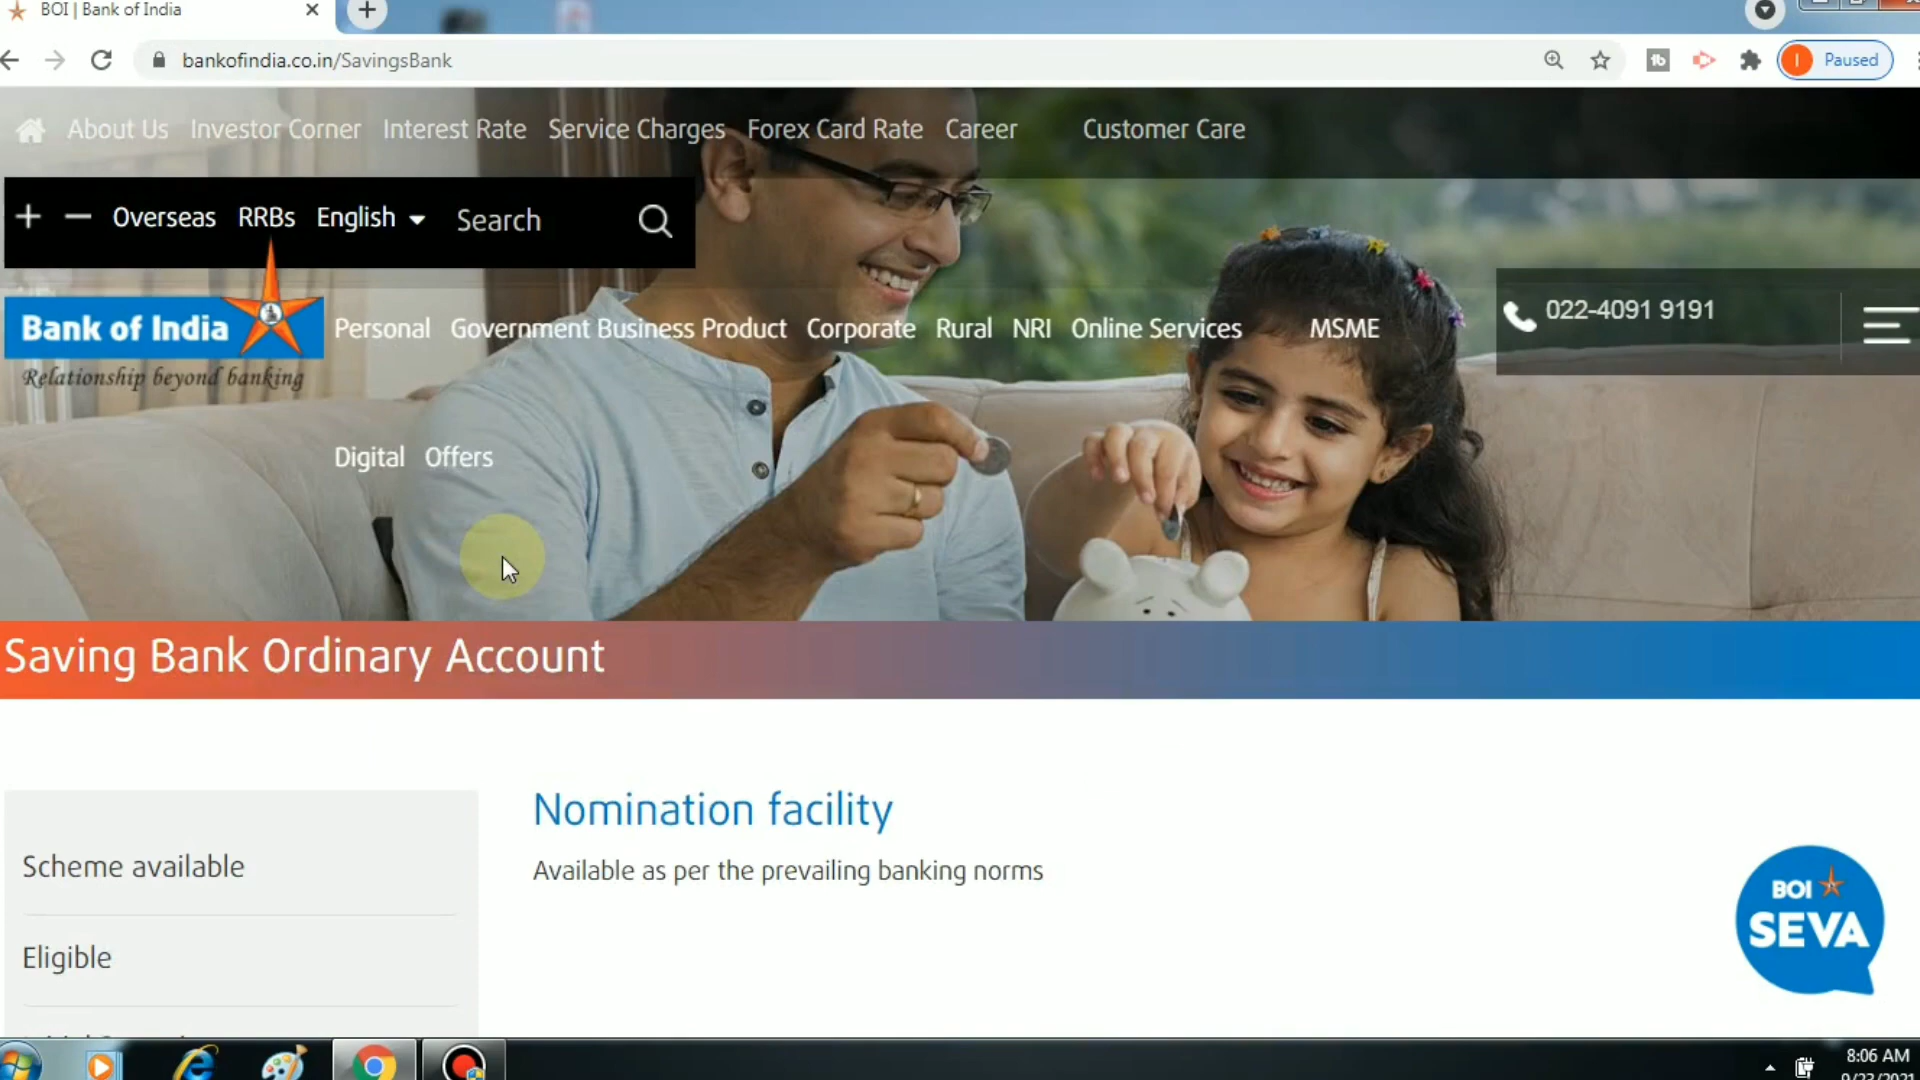 BOI | Bank of India
bankofindia.co.in/SavingsBank
Paused
About Us Investor Corner Interest Rate Service Charges Forex Card Rate Career Customer Care
Overseas RRBs English Search
022-4091 9191
Bank of India
Relationship beyond banking
Personal Government Business Product Corporate Rural NRI Online Services MSME
Digital Offers
Saving Bank Ordinary Account
Nomination facility
Available as per the prevailing banking norms
Scheme available
Eligible
BOI
SEVA
8:06 AM
9/23/2021